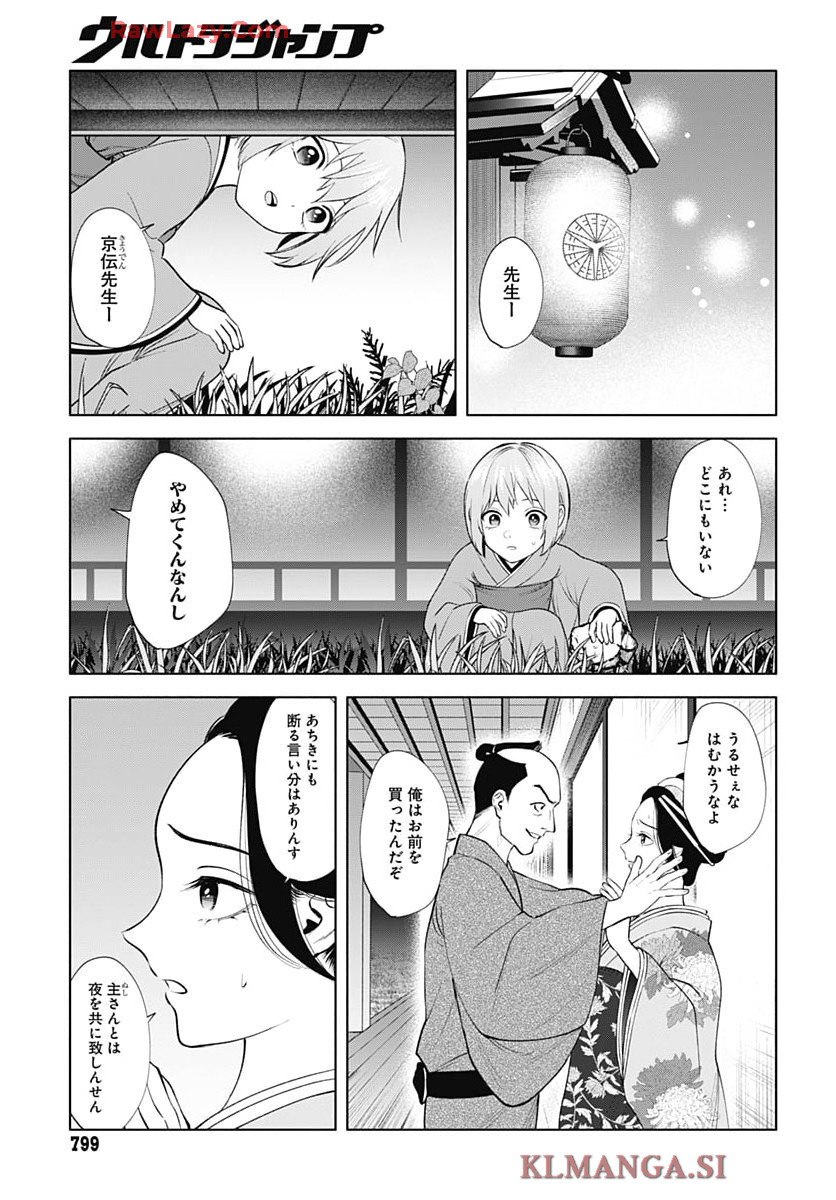 ウルトラジャンプ
RawLazy.Com
先生ー
京伝先生ー
きょうでん
あれ…
どこにもいない
やめてくんなんし
うるせぇな
はむかうなよ
俺はお前を
買ったんだぞ
あちきにも
断る言い分はありんす
主さんとは
ぬし
夜を共に致しんせん
799
KLMANGA.SI